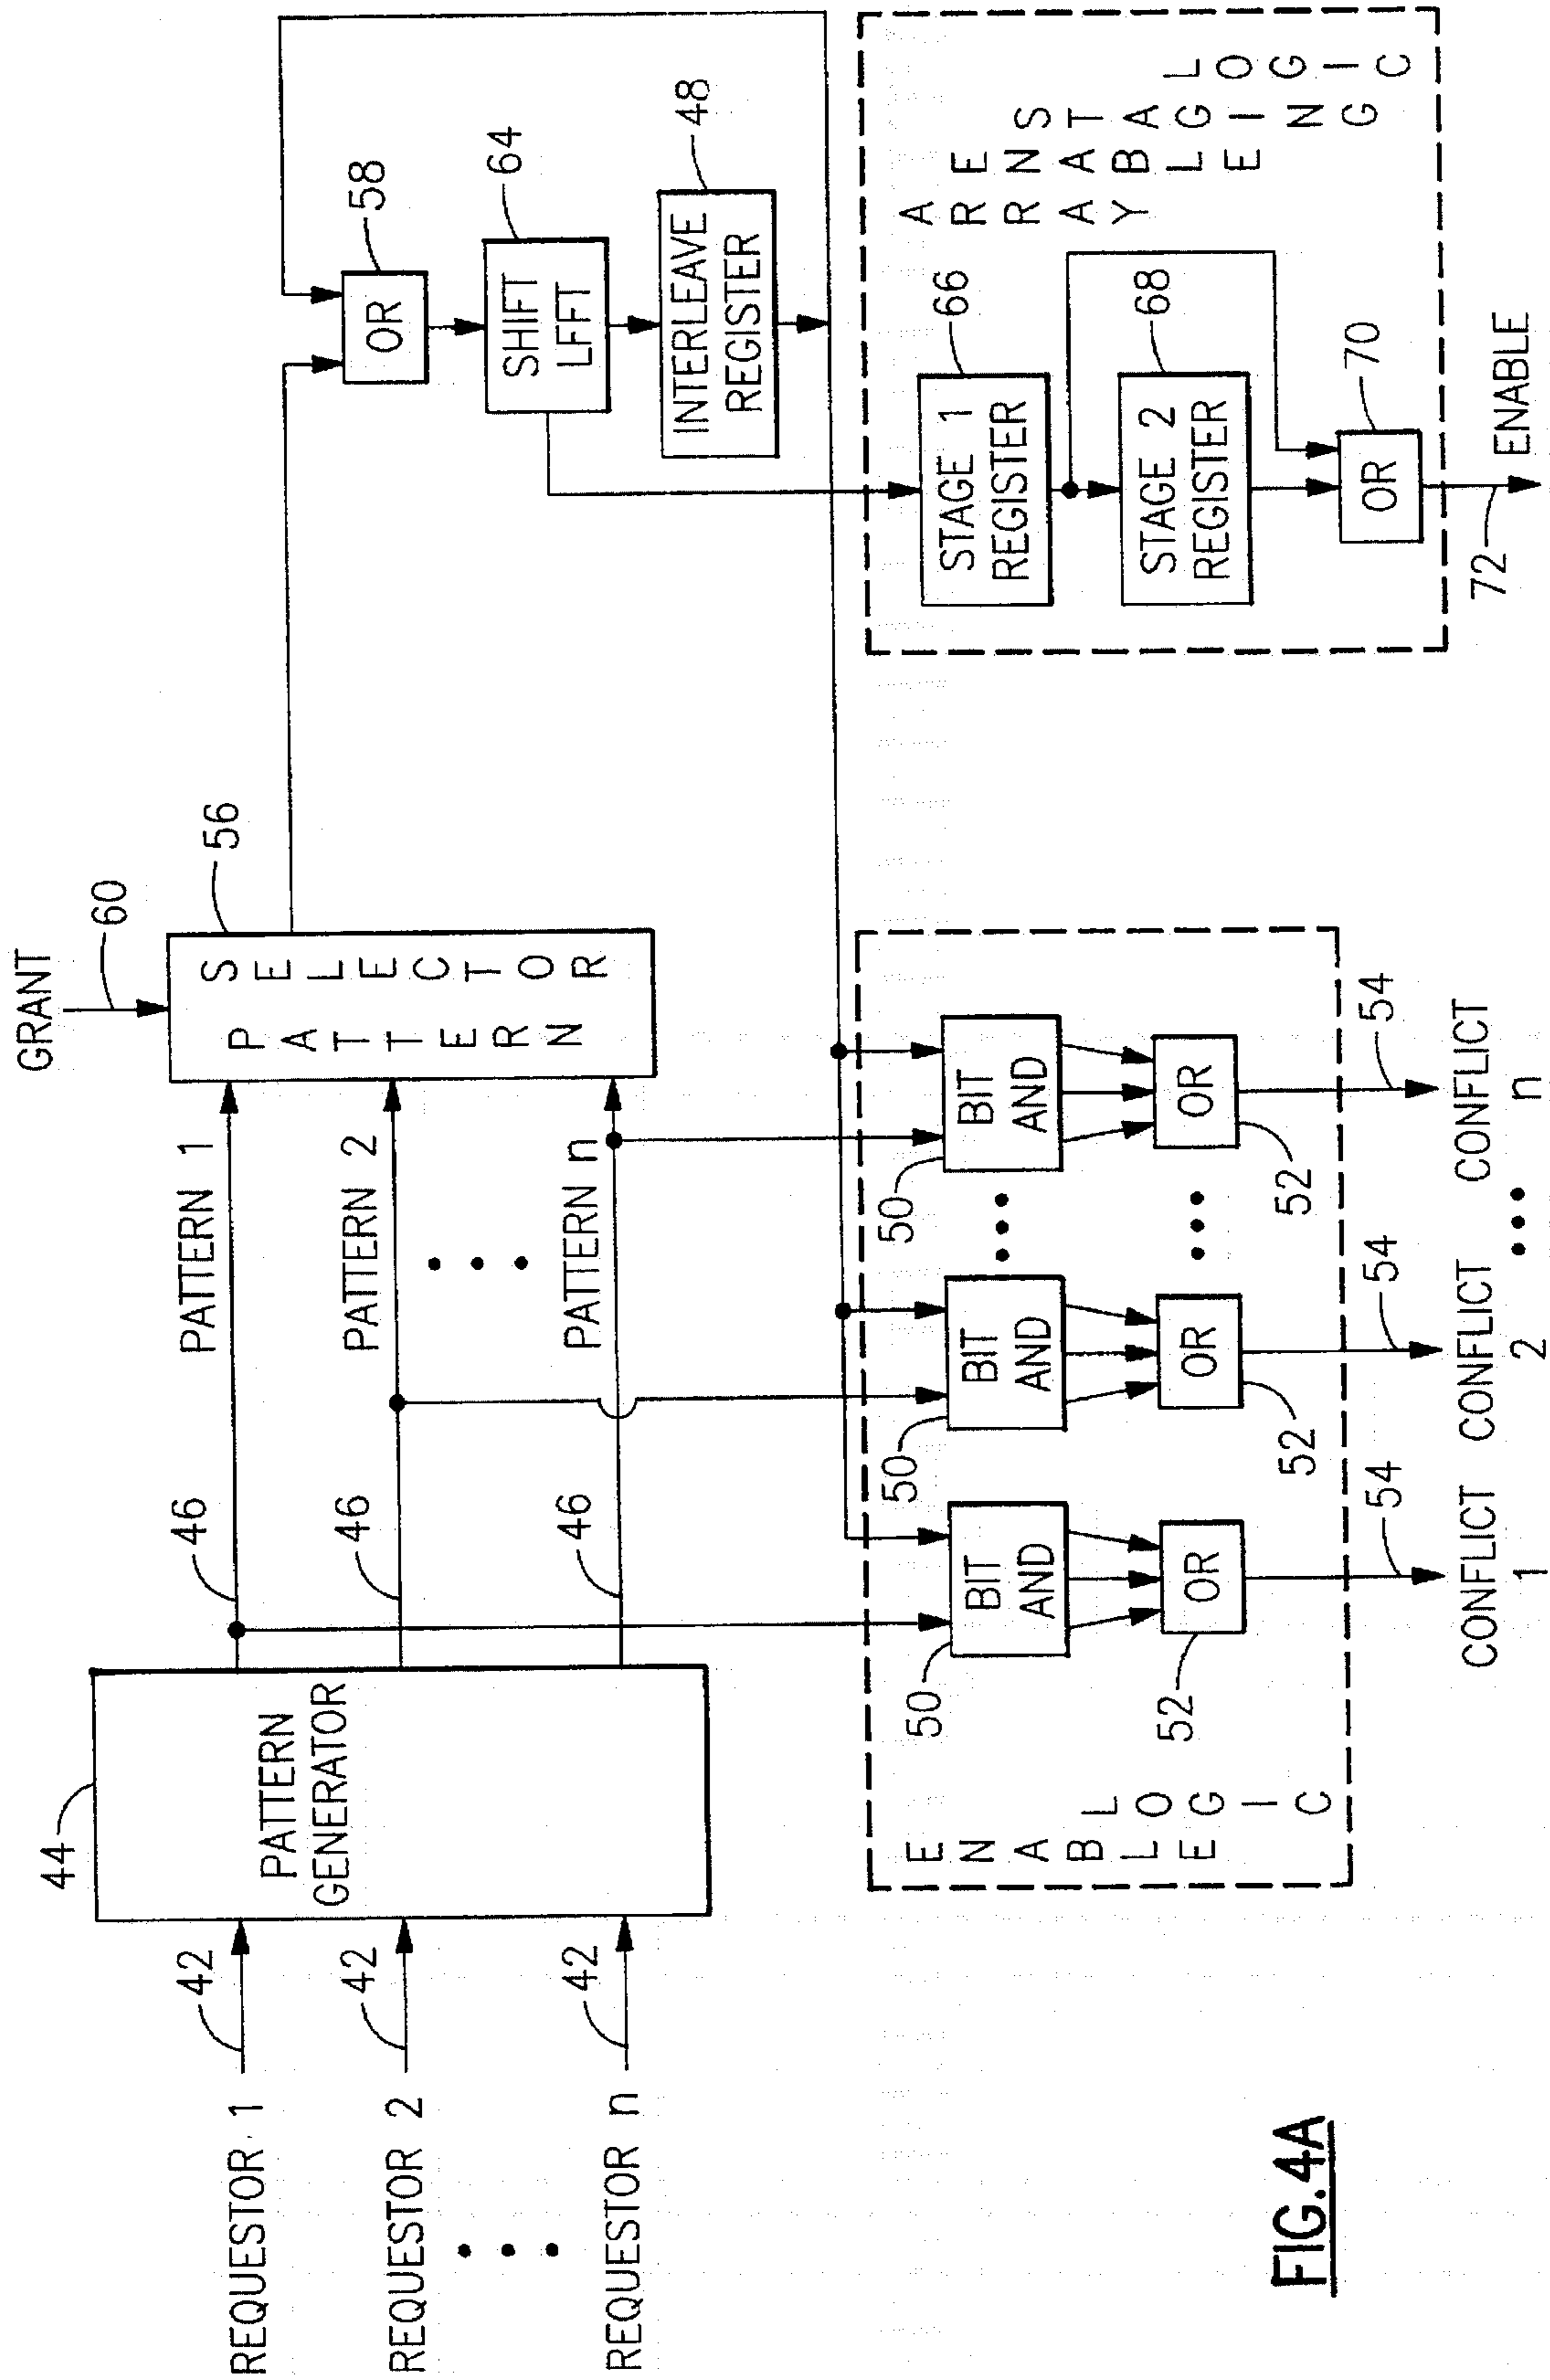 GRANT
60
REQUESTOR 1
42
REQUESTOR 2
42
REQUESTOR n
42
44
PATTERN
GENERATOR
46
46
46
PATTERN 1
PATTERN 2
PATTERN n
PATTERN
SELECTOR
56
OR
58
SHIFT
LFFT
64
INTERLEAVE
REGISTER
48
ENABLE
LOGIC
50
BIT
AND
50
BIT
AND
50
BIT
AND
52
OR
52
OR
52
OR
54
54
54
CONFLICT
1
CONFLICT
2
CONFLICT
n
STAGE 1
REGISTER
66
STAGE 2
REGISTER
68
OR
70
72
ENABLE
ARRAY
ENABLE
STAGING
LOGIC
FIG.4A